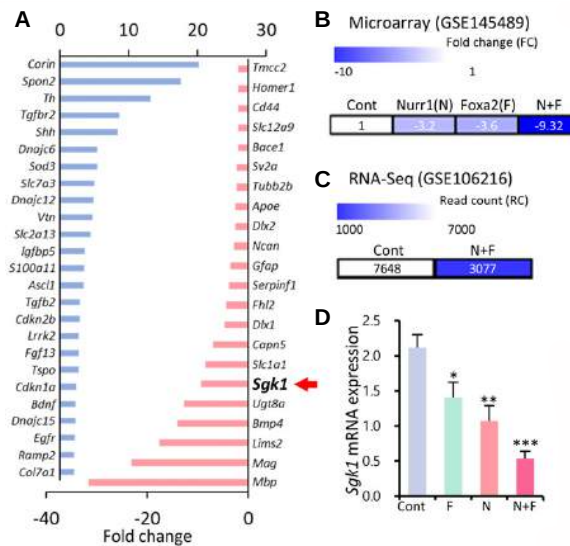 A
0 10 20 30
Corin
Spon2
Th
Tgfbr2
Shh
Dnajc6
Sod3
Slc7a3
Dnajc12
Vtn
Slc2a13
Igfbp5
S100a11
Ascl1
Tgfb2
Cdkn2b
Lrrk2
Fgf13
Tspo
Cdkn1a
Bdnf
Dnajc15
Egfr
Ramp2
Col7a1
Tmcc2
Homer1
Cd44
Slc12a9
Bace1
Sv2a
Tubb2b
Apoe
Dlx2
Ncan
Gfap
Serpinf1
Fhl2
Dlx1
Capn5
Slc1a1
Sgk1
Ugt8a
Bmp4
Lims2
Mag
Mbp
-40 -20 0
Fold change
B
Microarray (GSE145489)
Fold change (FC)
-10 1
Cont Nurr1(N) Foxa2(F) N+F
1 -3.2 -3.6 -9.32
C
RNA-Seq (GSE106216)
Read count (RC)
1000 7000
Cont N+F
7648 3077
D
Sgk1 mRNA expression
2.5
2.0
1.5
1.0
0.5
0.0
* ** ***
Cont F N N+F